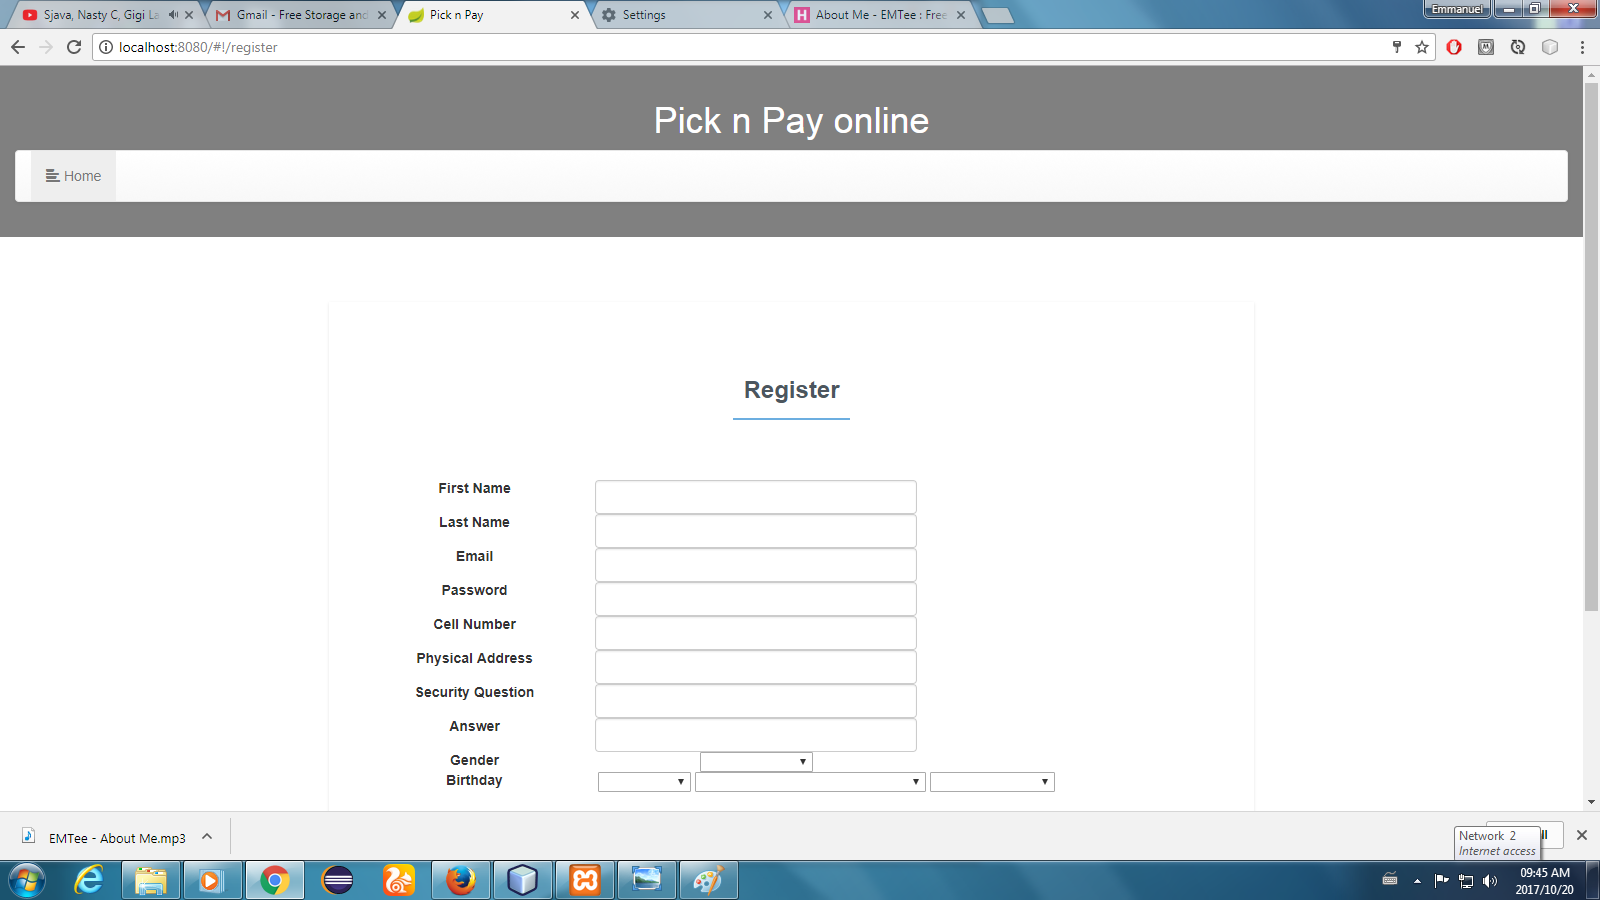 Sjava, Nasty C, Gigi La
Gmail - Free Storage and
Pick n Pay
Settings
About Me - EMTee : Free
Emmanuel
localhost:8080/#!/register
Pick n Pay online
Home
Register
First Name
Last Name
Email
Password
Cell Number
Physical Address
Security Question
Answer
Gender
Birthday
EMTee - About Me.mp3
Network 2
Internet access
09:45 AM
2017/10/20